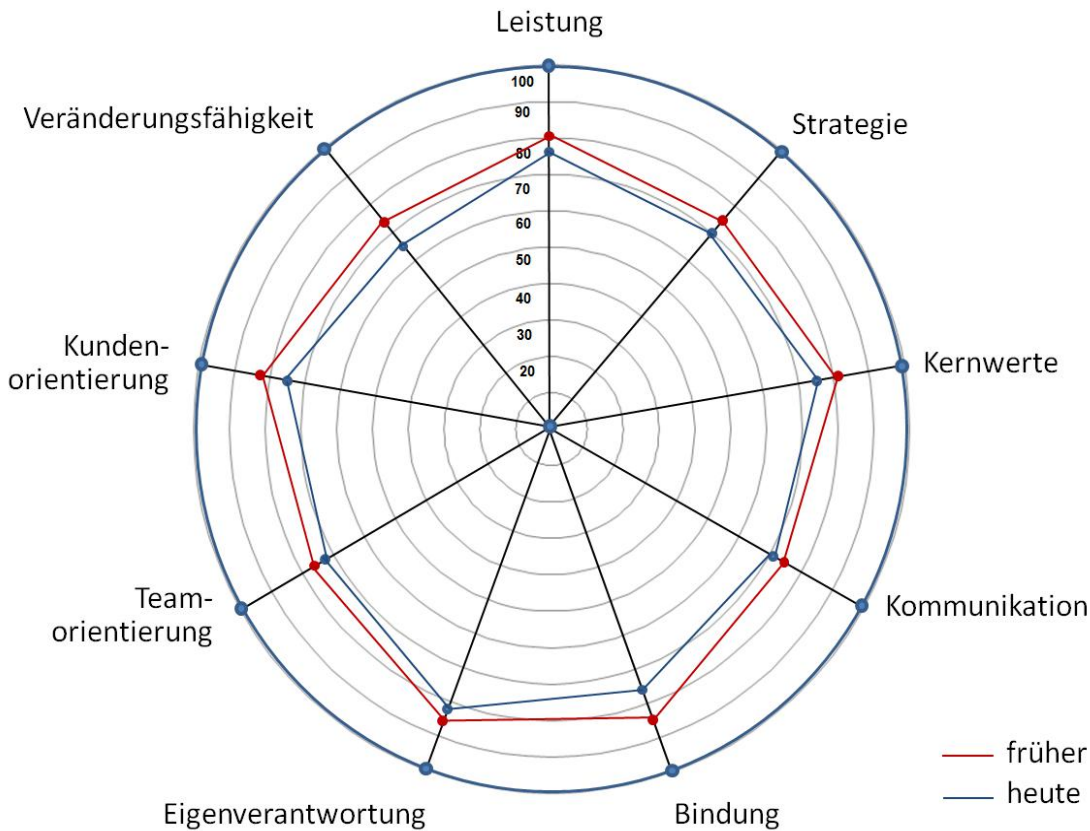 Leistung
Veränderungsfähigkeit
Strategie
100
90
80
70
60
50
40
30
20
Kunden-
orientierung
Kernwerte
Team-
orientierung
Kommunikation
Eigenverantwortung
Bindung
früher
heute